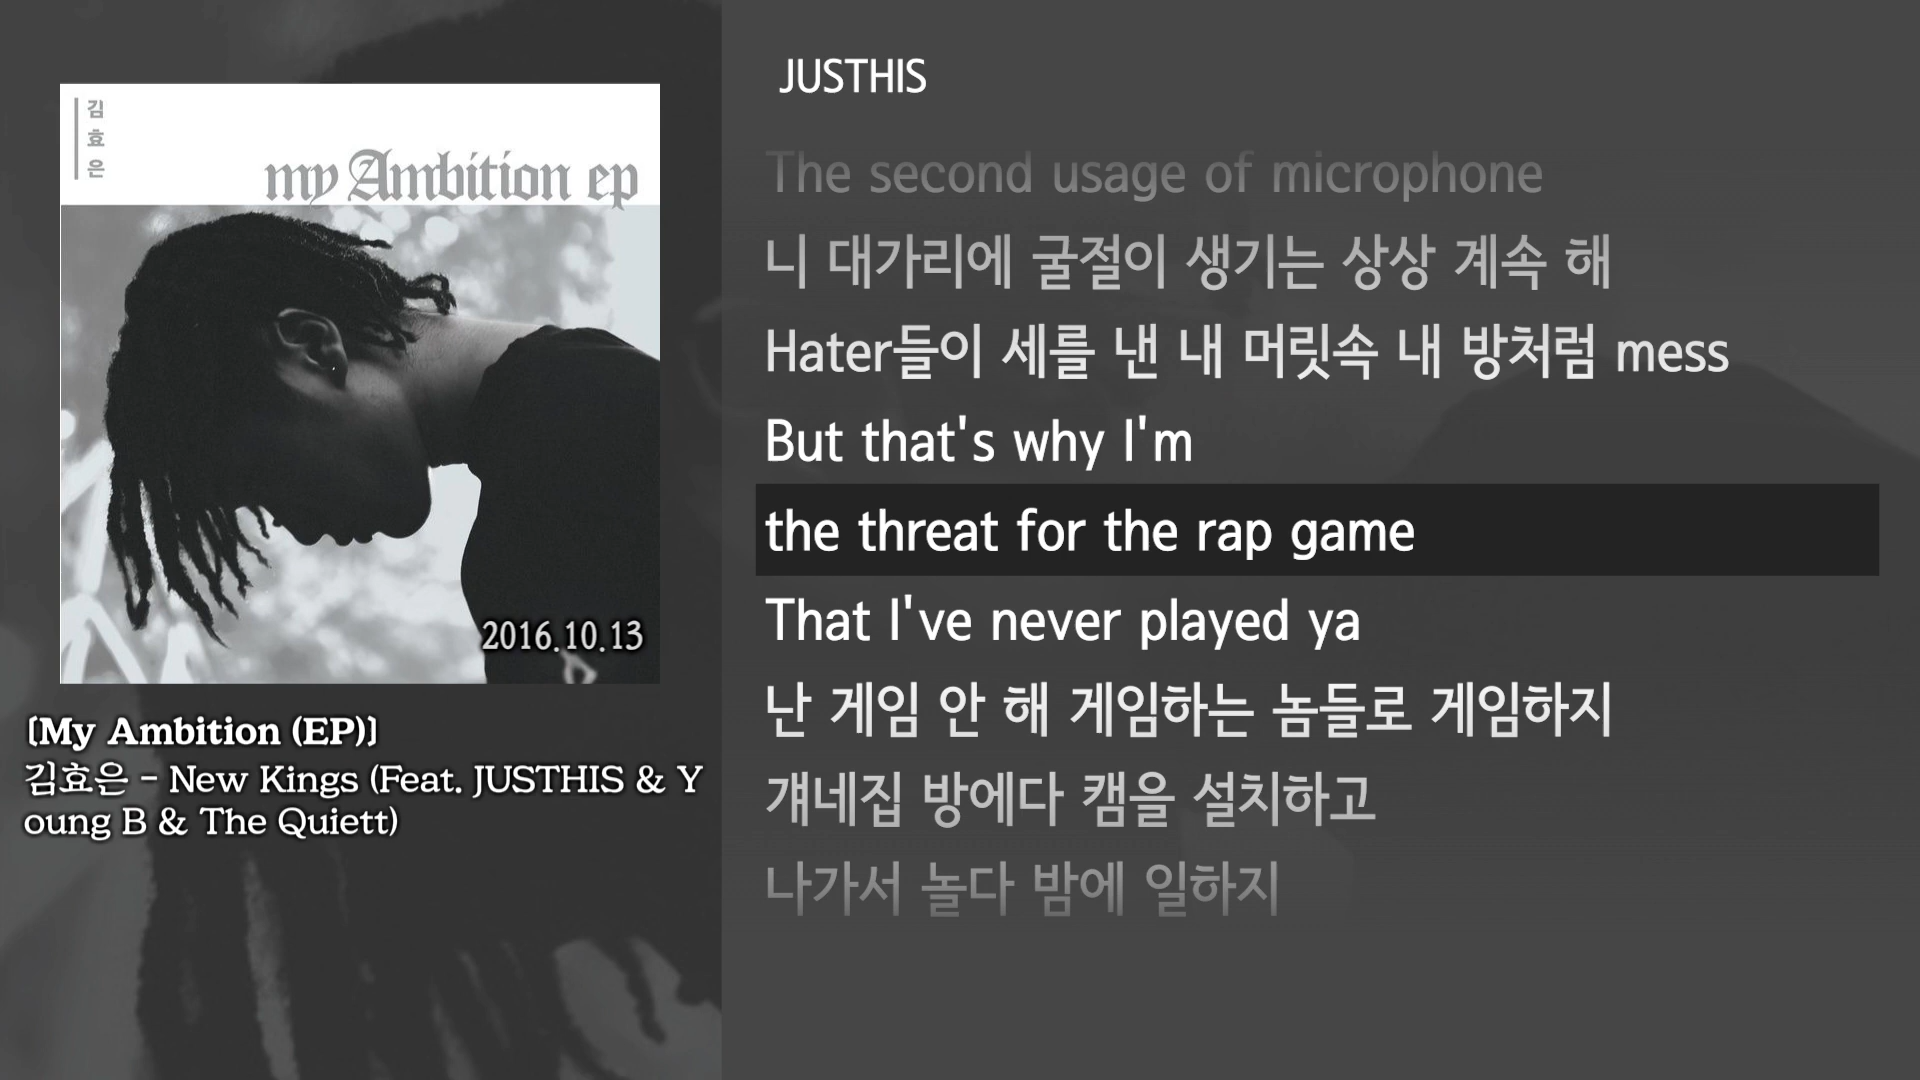 김효은
my Ambition ep
2016.10.13
[My Ambition (EP)]
김효은 - New Kings (Feat. JUSTHIS & Y
oung B & The Quiett)
JUSTHIS
The second usage of microphone
니 대가리에 굴절이 생기는 상상 계속 해
Hater들이 세를 낸 내 머릿속 내 방처럼 mess
But that's why I'm
the threat for the rap game
That I've never played ya
난 게임 안 해 게임하는 놈들로 게임하지
걔네집 방에다 캠을 설치하고
나가서 놀다 밤에 일하지